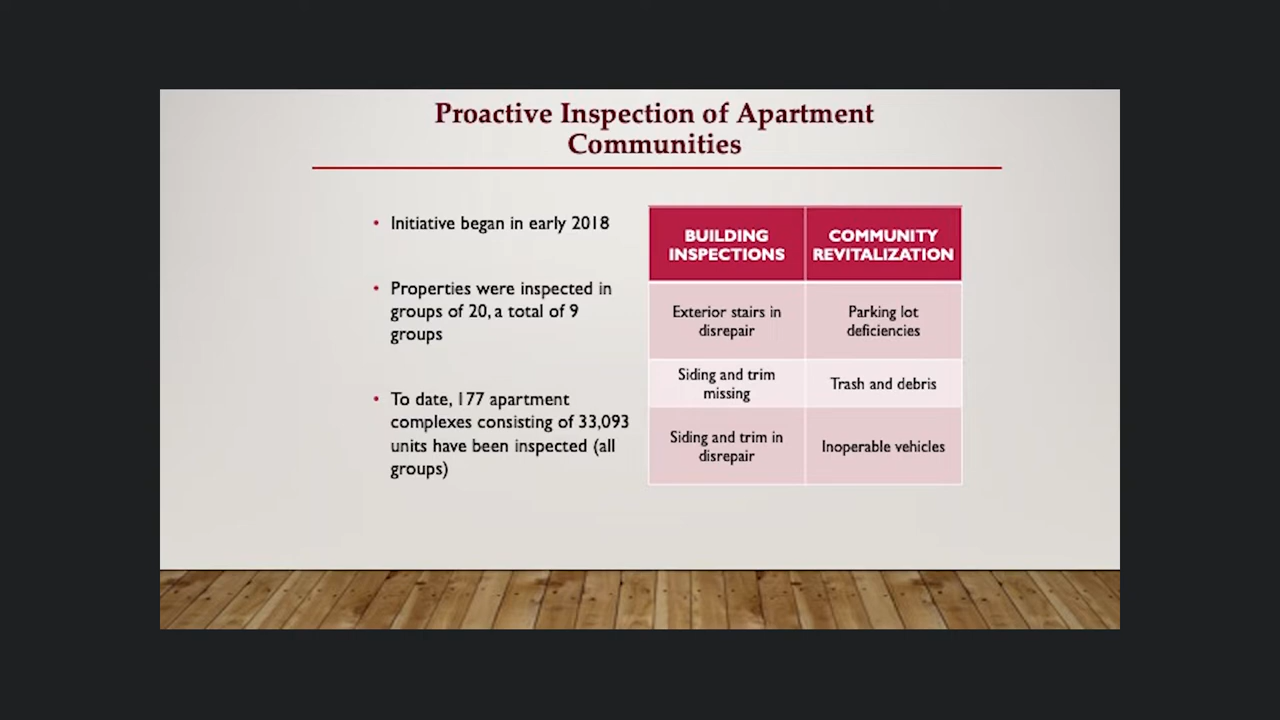 Proactive Inspection of Apartment
Communities
• Initiative began in early 2018
• Properties were inspected in
groups of 20, a total of 9
groups
• To date, 177 apartment
complexes consisting of 33,093
units have been inspected (all
groups)
BUILDING
INSPECTIONS
COMMUNITY
REVITALIZATION
Exterior stairs in
disrepair
Parking lot
deficiencies
Siding and trim
missing
Trash and debris
Siding and trim in
disrepair
Inoperable vehicles